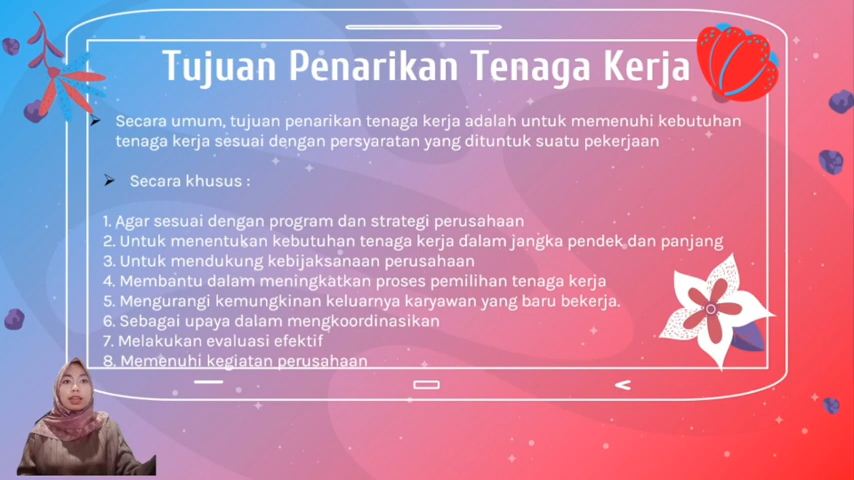 Tujuan Penarikan Tenaga Kerja
Secara umum, tujuan penarikan tenaga kerja adalah untuk memenuhi kebutuhan
tenaga kerja sesuai dengan persyaratan yang dituntuk suatu pekerjaan
Secara khusus :
1. Agar sesuai dengan program dan strategi perusahaan
2. Untuk menentukan kebutuhan tenaga kerja dalam jangka pendek dan panjang
3. Untuk mendukung kebijaksanaan perusahaan
4. Membantu dalam meningkatkan proses pemilihan tenaga kerja
5. Mengurangi kemungkinan keluarnya karyawan yang baru bekerja.
6. Sebagai upaya dalam mengkoordinasikan
7. Melakukan evaluasi efektif
8. Memenuhi kegiatan perusahaan